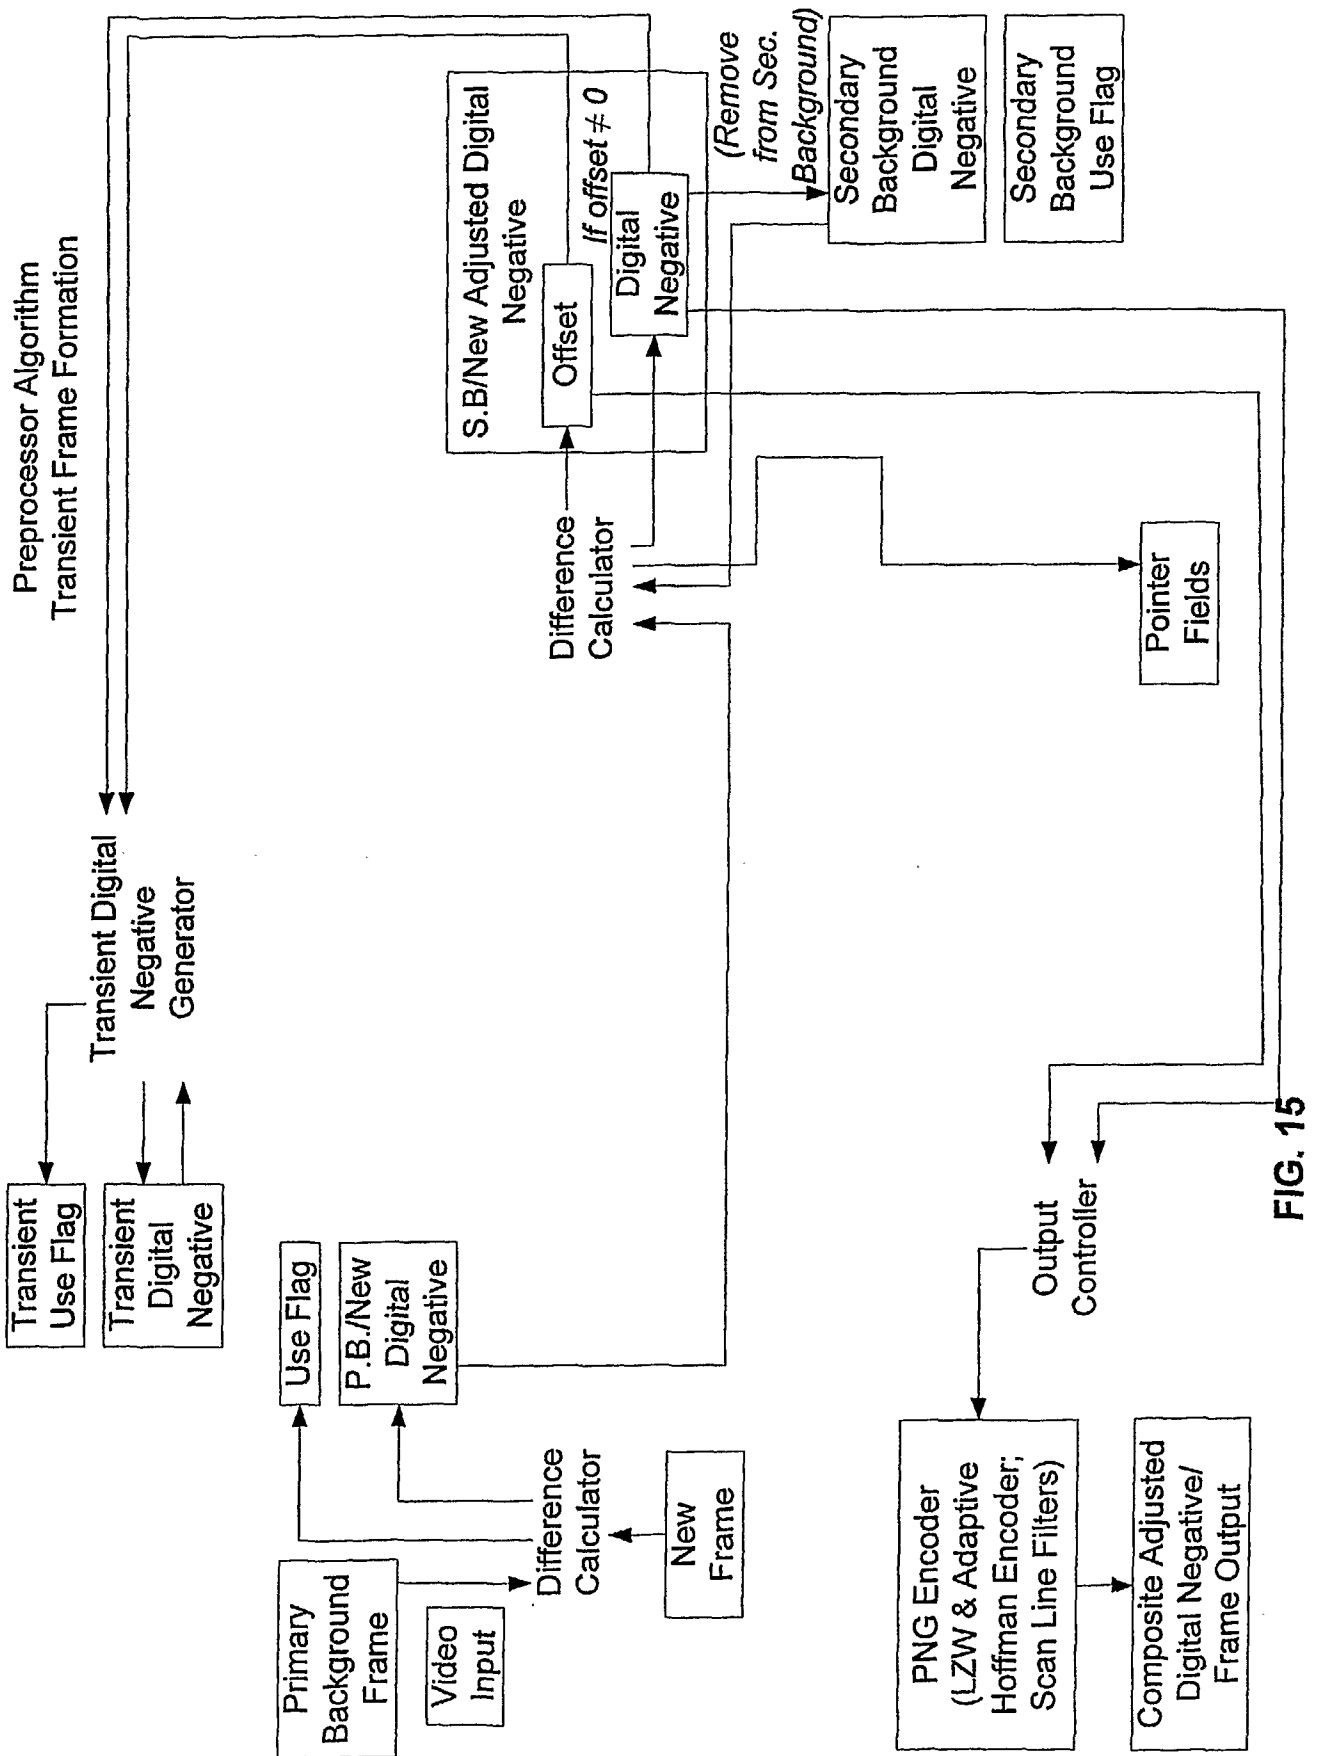 Preprocessor Algorithm
Transient Frame Formation
Transient
Use Flag
Transient
Digital
Negative
Transient Digital
Negative
Generator
Primary
Background
Frame
Video
Input
Difference
Calculator
New
Frame
Use Flag
P.B./New
Digital
Negative
Difference
Calculator
S.B/New Adjusted Digital
Negative
Offset
If offset ≠ 0
Digital
Negative
(Remove
from Sec.
Background)
Secondary
Background
Digital
Negative
Secondary
Background
Use Flag
Pointer
Fields
Output
Controller
PNG Encoder
(LZW & Adaptive
Hoffman Encoder;
Scan Line Filters)
Composite Adjusted
Digital Negative/
Frame Output
FIG. 15